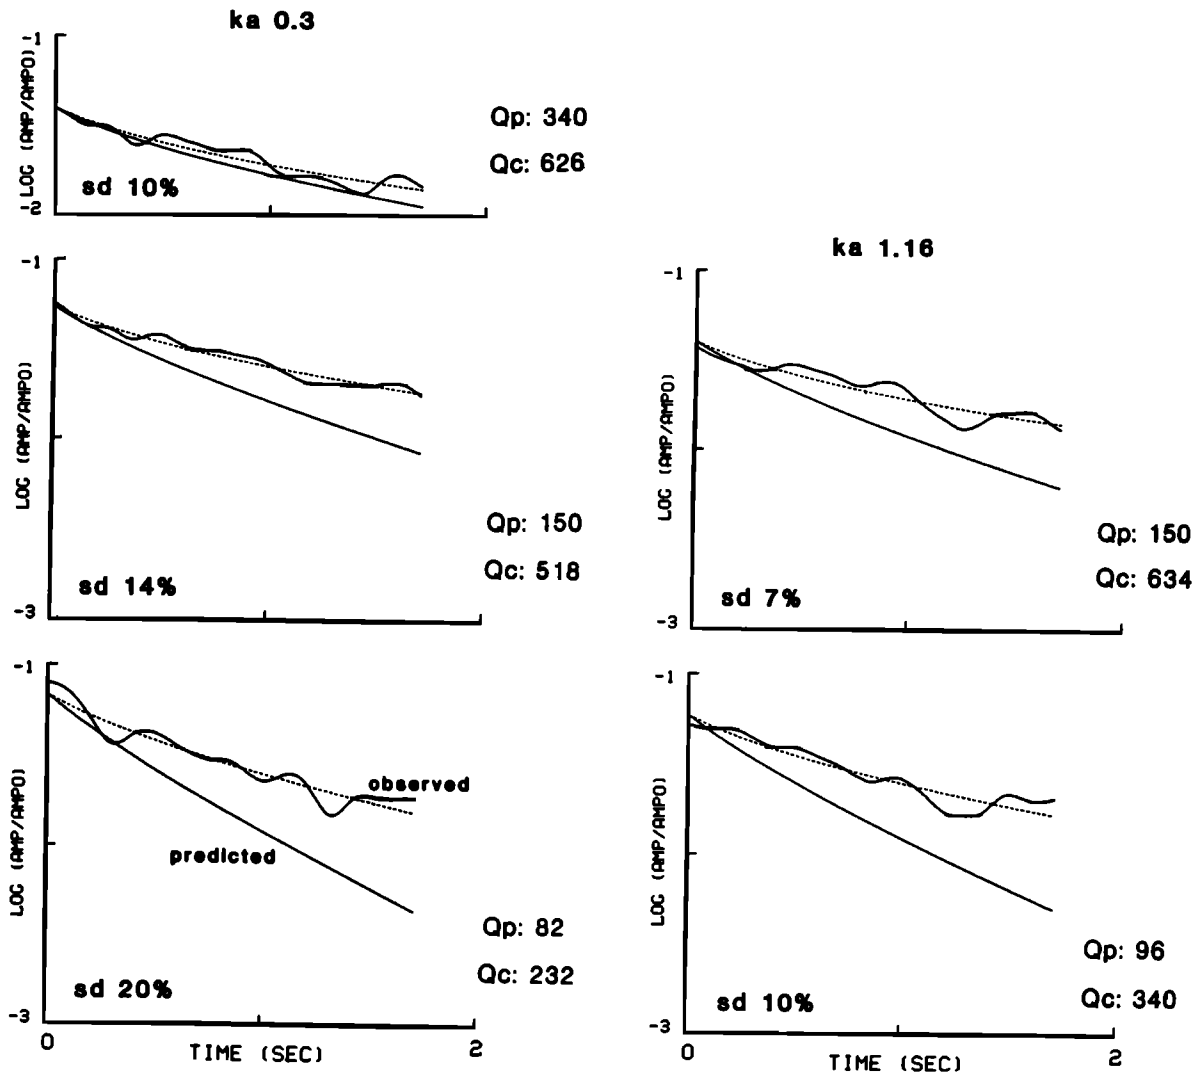 ka 0.3
-1
LOG (AMP/AMPO)
-2
sd 10%
Qp: 340
Qc: 626
-1
LOG (AMP/AMPO)
-3
sd 14%
Qp: 150
Qc: 518
ka 1.16
-1
LOG (AMP/AMPO)
-3
sd 7%
Qp: 150
Qc: 634
-1
LOG (AMP/AMPO)
-3
observed
predicted
sd 20%
Qp: 82
Qc: 232
0
TIME (SEC)
2
-1
LOG (AMP/AMPO)
-3
sd 10%
Qp: 96
Qc: 340
0
TIME (SEC)
2